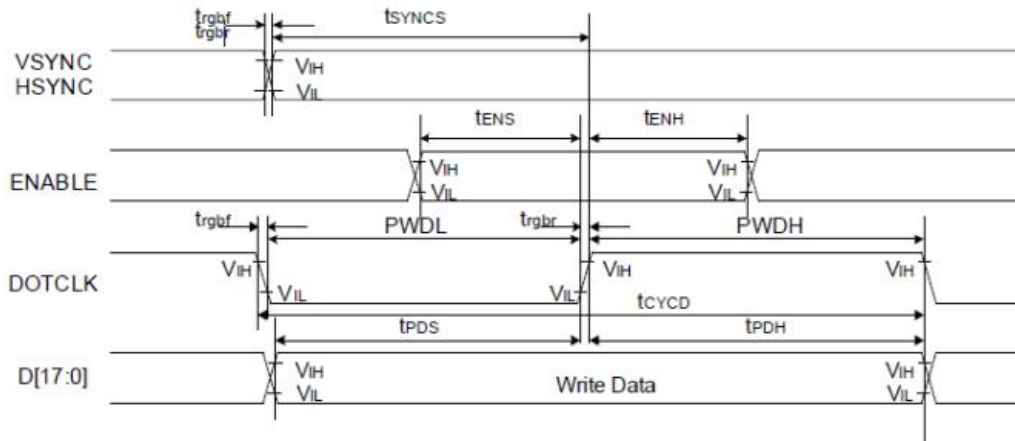 trgbf
trgbr
tSYNCS
VSYNC
HSYNC
VIH
VIL
tENS
tENH
ENABLE
VIH
VIL
VIH
VIL
trgbf
PWDL
trgbr
PWDH
DOTCLK
VIH
VIL
VIL
VIH
VIH
tCYCD
tPDS
tPDH
D[17:0]
VIH
VIL
Write Data
VIH
VIL